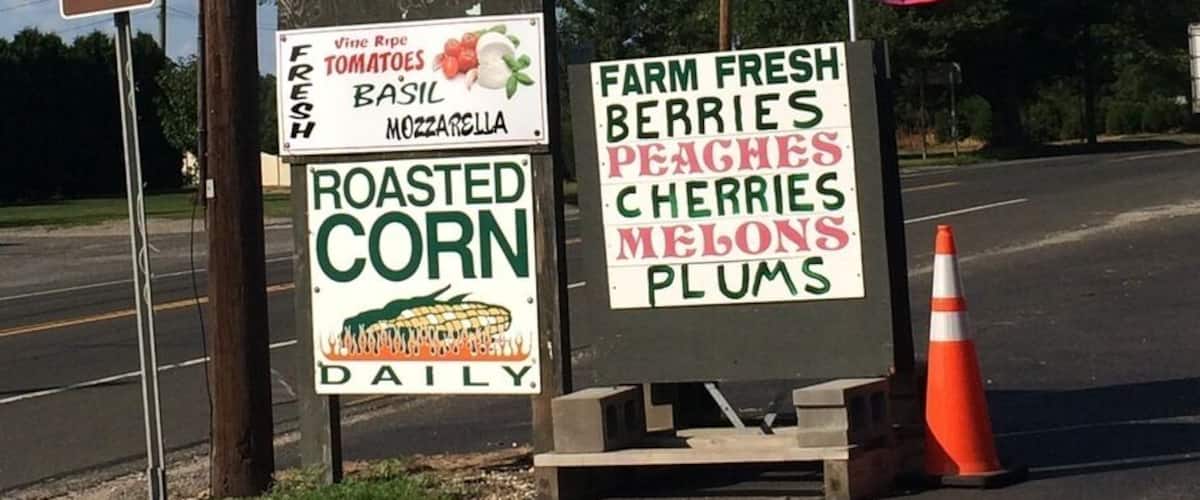 FRESH
Vine Ripe
TOMATOES
BASIL
MOZZARELLA
ROASTED
CORN
DAILY
FARM FRESH
BERRIES
PEACHES
CHERRIES
MELONS
PLUMS